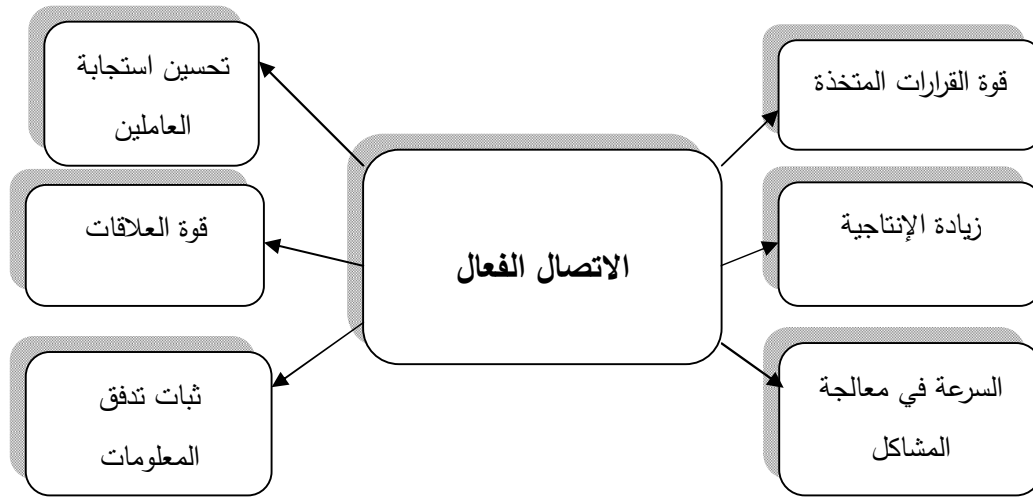 قوة القرارات المتخذة
زيادة الإنتاجية
السرعة في معالجة
المشاكل
الاتصال الفعال
تحسين استجابة
العاملين
قوة العلاقات
ثبات تدفق
المعلومات